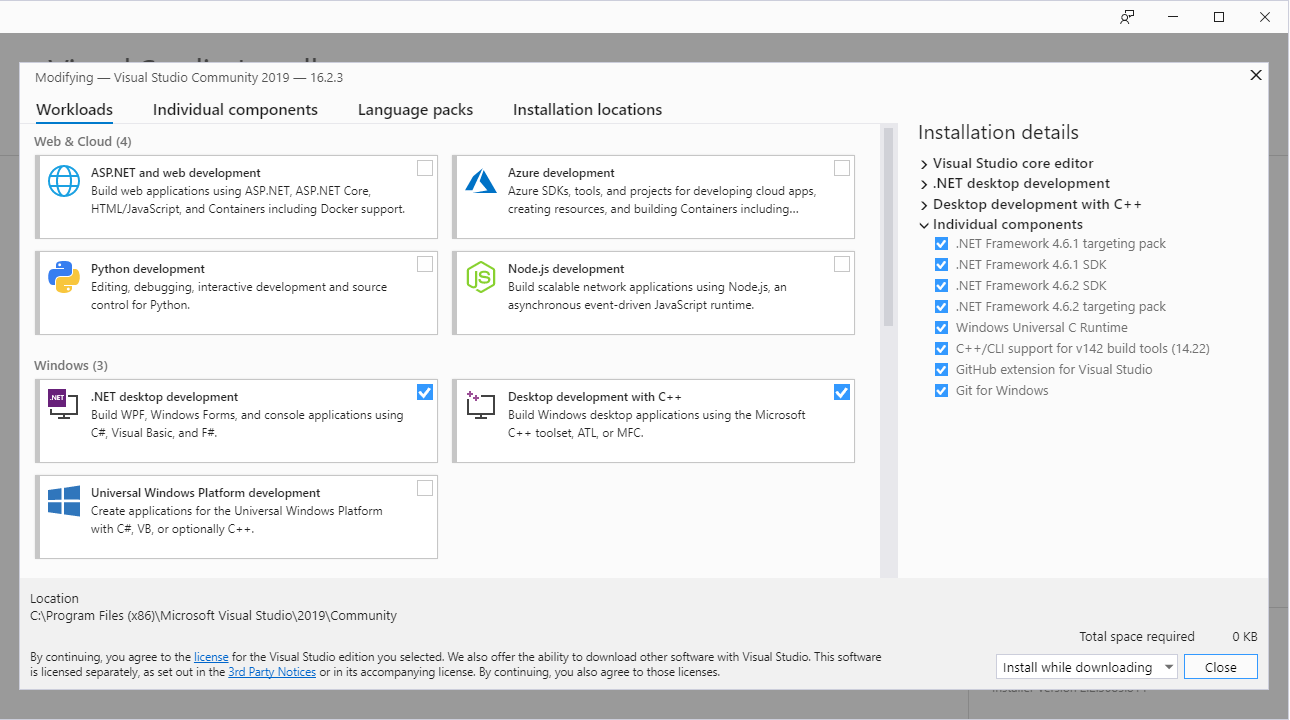 Modifying — Visual Studio Community 2019 — 16.2.3
Workloads Individual components Language packs Installation locations
Web & Cloud (4)
ASP.NET and web development
Build web applications using ASP.NET, ASP.NET Core,
HTML/JavaScript, and Containers including Docker support.
Azure development
Azure SDKs, tools, and projects for developing cloud apps,
creating resources, and building Containers including...
Python development
Editing, debugging, interactive development and source
control for Python.
Node.js development
Build scalable network applications using Node.js, an
asynchronous event-driven JavaScript runtime.
Windows (3)
.NET
.NET desktop development
Build WPF, Windows Forms, and console applications using
C#, Visual Basic, and F#.
Desktop development with C++
Build Windows desktop applications using the Microsoft
C++ toolset, ATL, or MFC.
Universal Windows Platform development
Create applications for the Universal Windows Platform
with C#, VB, or optionally C++.
Installation details
Visual Studio core editor
.NET desktop development
Desktop development with C++
Individual components
.NET Framework 4.6.1 targeting pack
.NET Framework 4.6.1 SDK
.NET Framework 4.6.2 SDK
.NET Framework 4.6.2 targeting pack
Windows Universal C Runtime
C++/CLI support for v142 build tools (14.22)
GitHub extension for Visual Studio
Git for Windows
Location
C:\Program Files (x86)\Microsoft Visual Studio\2019\Community
By continuing, you agree to the license for the Visual Studio edition you selected. We also offer the ability to download other software with Visual Studio. This software
is licensed separately, as set out in the 3rd Party Notices or in its accompanying license. By continuing, you also agree to those licenses.
Total space required 0 KB
Install while downloading Close